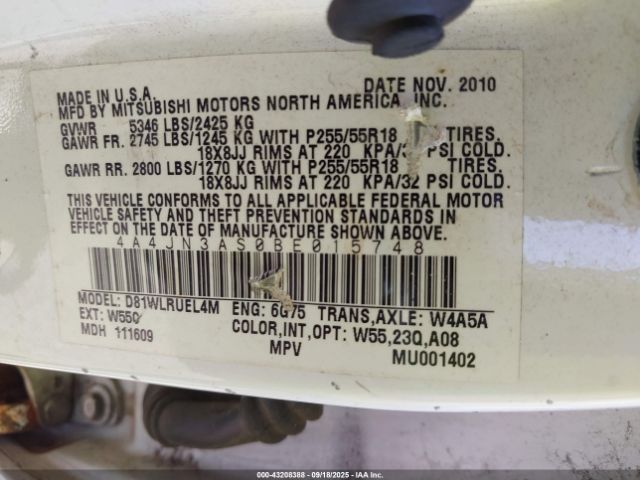 MADE IN U.S.A. DATE NOV. 2010
MFD BY MITSUBISHI MOTORS NORTH AMERICA, INC.
GVWR 5346 LBS/2425 KG
GAWR FR. 2745 LBS/1245 KG WITH P255/55R18 TIRES.
18X8JJ RIMS AT 220 KPA/ PSI COLD.
GAWR RR. 2800 LBS/1270 KG WITH P255/55R18 TIRES.
18X8JJ RIMS AT 220 KPA/32 PSI COLD.
THIS VEHICLE CONFORMS TO ALL APPLICABLE FEDERAL MOTOR
VEHICLE SAFETY AND THEFT PREVENTION STANDARDS IN
EFFECT ON THE DATE OF MANUFACTURE SHOWN ABOVE.
4A4JN3AS0BE015748
MODEL: D81WLRUEL4M ENG: 6G75 TRANS,AXLE: W4A5A
EXT: W55Q COLOR,INT,OPT: W55,23Q,A08
MDH 111609 MPV MU001402
000-43208388 - 09/18/2025 - IAA, Inc.